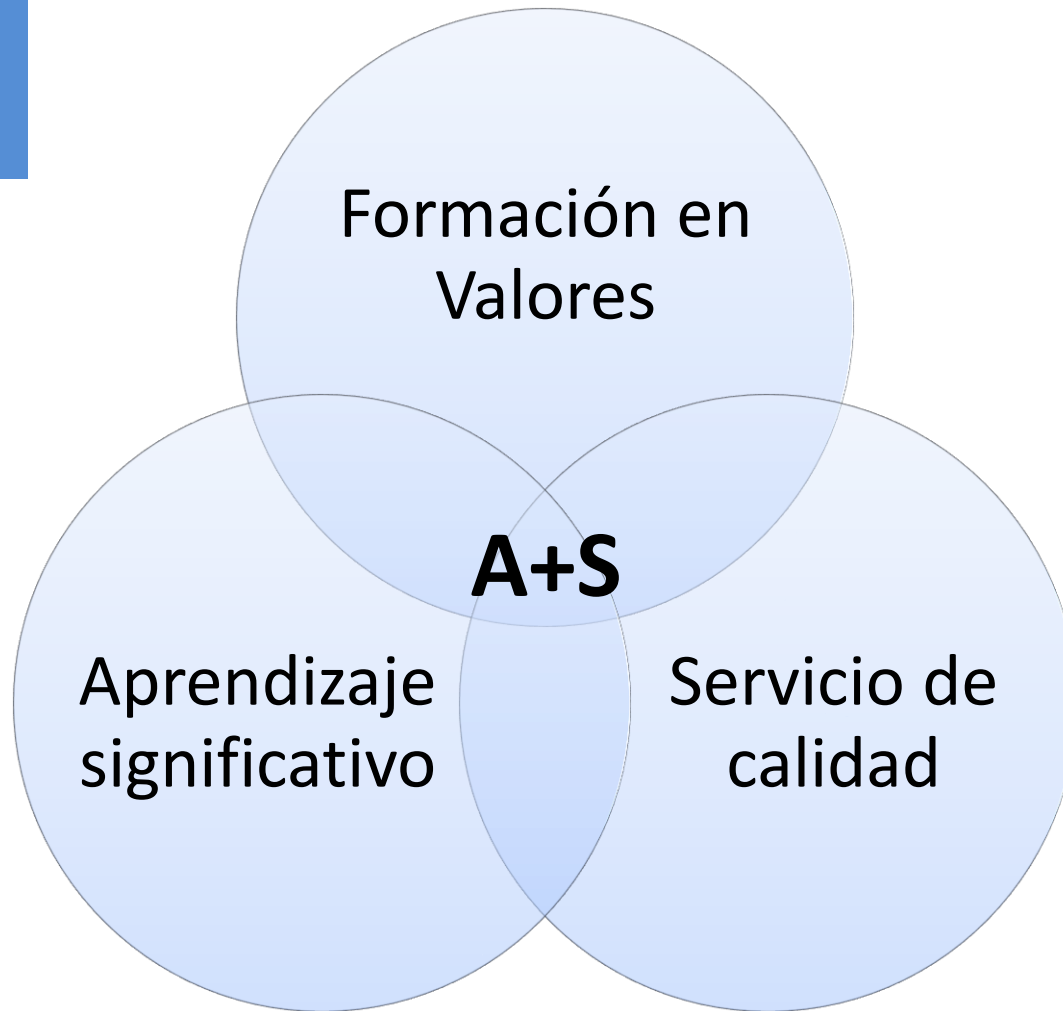 Formación en
Valores
A+S
Aprendizaje
significativo
Servicio de
calidad